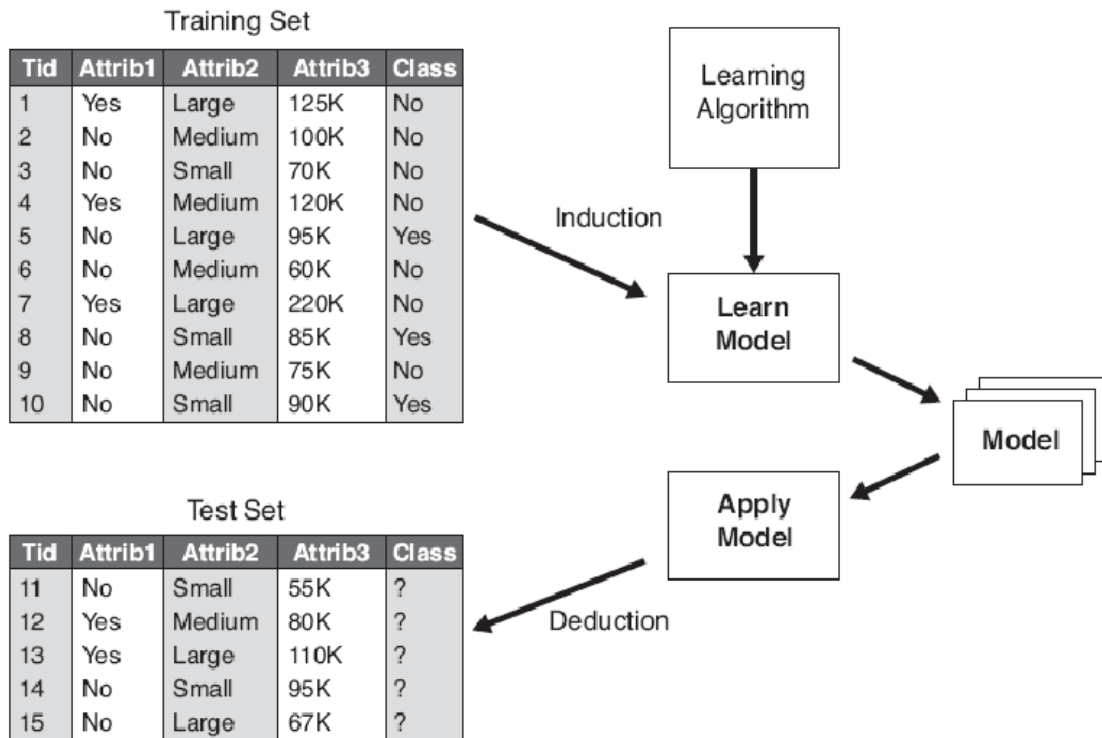 Training Set
Tid Attrib1 Attrib2 Attrib3 Class
1 Yes Large 125K No
2 No Medium 100K No
3 No Small 70K No
4 Yes Medium 120K No
5 No Large 95K Yes
6 No Medium 60K No
7 Yes Large 220K No
8 No Small 85K Yes
9 No Medium 75K No
10 No Small 90K Yes
Learning
Algorithm
Induction
Learn
Model
Model
Apply
Model
Deduction
Test Set
Tid Attrib1 Attrib2 Attrib3 Class
11 No Small 55K ?
12 Yes Medium 80K ?
13 Yes Large 110K ?
14 No Small 95K ?
15 No Large 67K ?